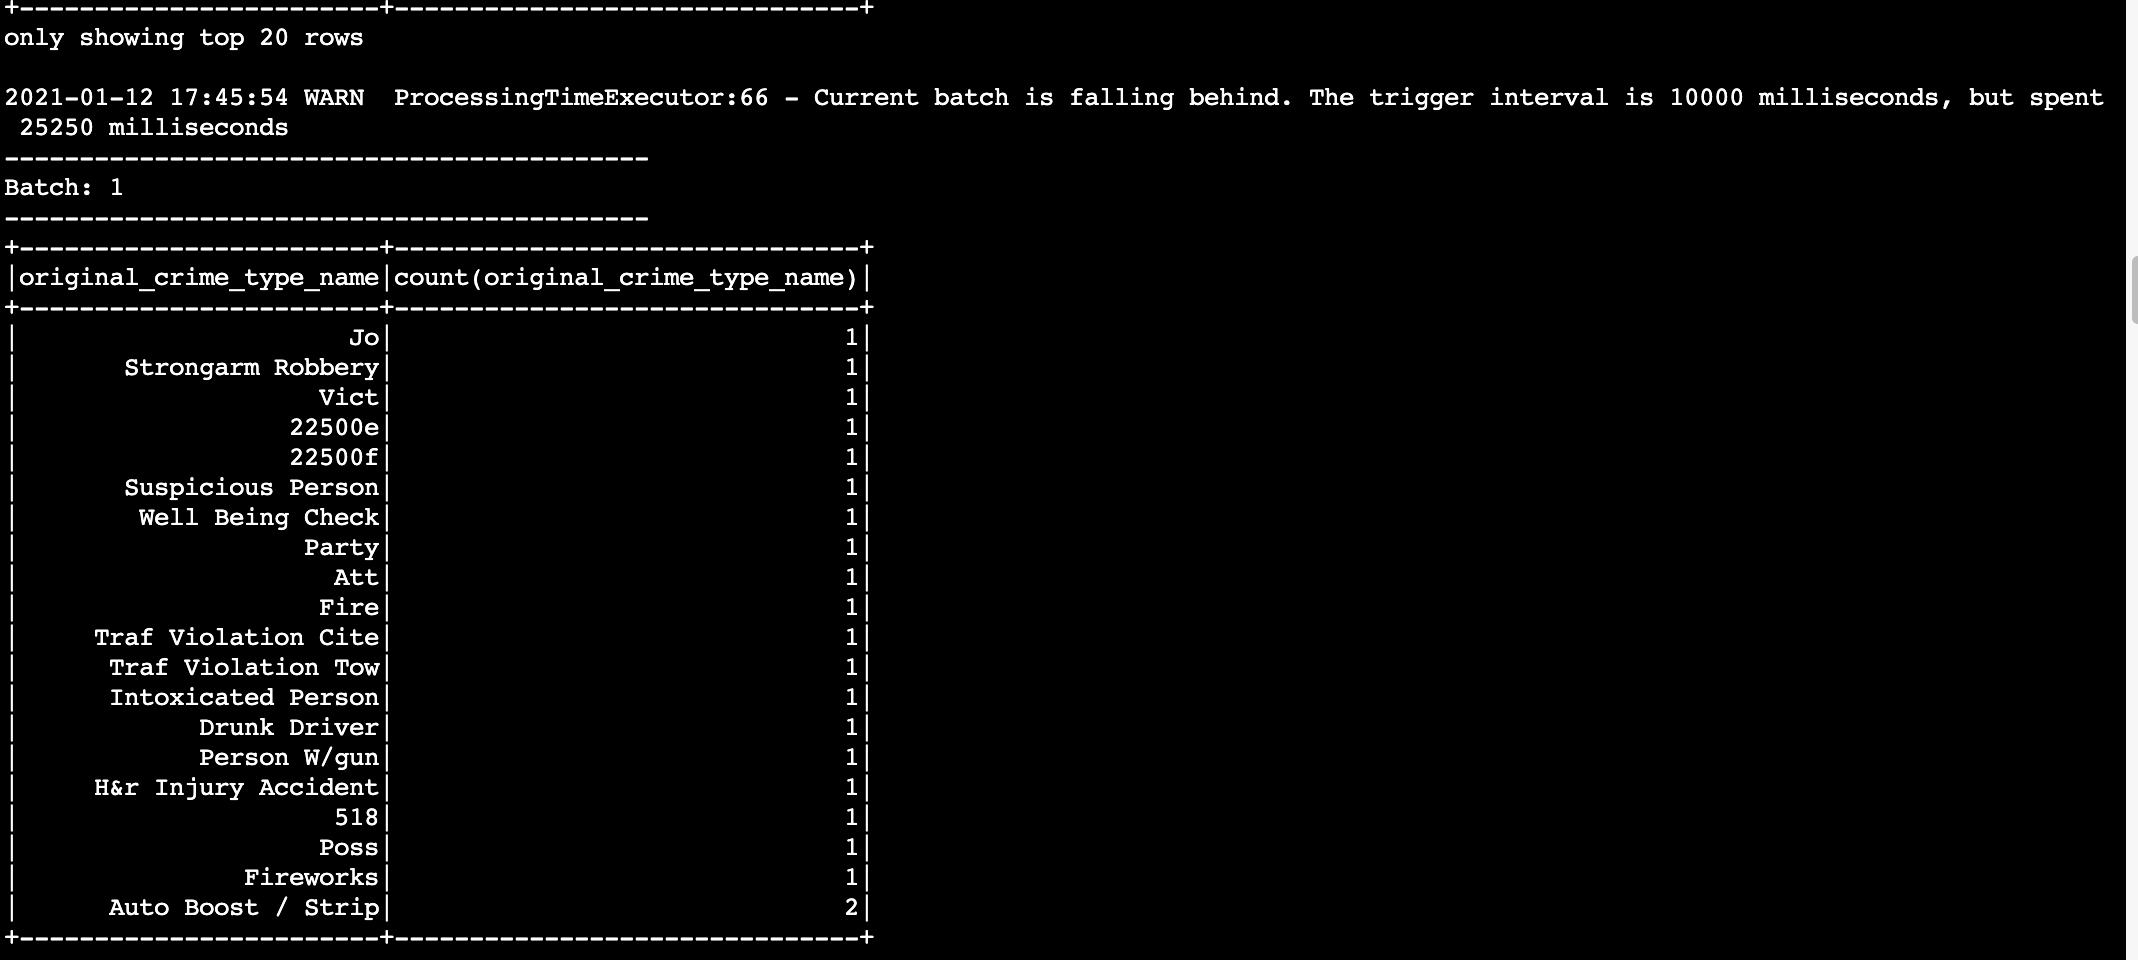 +------------------------+-------------------------------+
only showing top 20 rows
2021-01-12 17:45:54 WARN  ProcessingTimeExecutor:66 - Current batch is falling behind. The trigger interval is 10000 milliseconds, but spent
 25250 milliseconds
-------------------------------------------
Batch: 1
-------------------------------------------
+------------------------+-------------------------------+
|original_crime_type_name|count(original_crime_type_name)|
+------------------------+-------------------------------+
|                      Jo|                              1|
|       Strongarm Robbery|                              1|
|                    Vict|                              1|
|                  22500e|                              1|
|                  22500f|                              1|
|       Suspicious Person|                              1|
|        Well Being Check|                              1|
|                   Party|                              1|
|                     Att|                              1|
|                    Fire|                              1|
|     Traf Violation Cite|                              1|
|      Traf Violation Tow|                              1|
|      Intoxicated Person|                              1|
|            Drunk Driver|                              1|
|            Person W/gun|                              1|
|     H&r Injury Accident|                              1|
|                     518|                              1|
|                    Poss|                              1|
|               Fireworks|                              1|
|      Auto Boost / Strip|                              2|
+------------------------+-------------------------------+